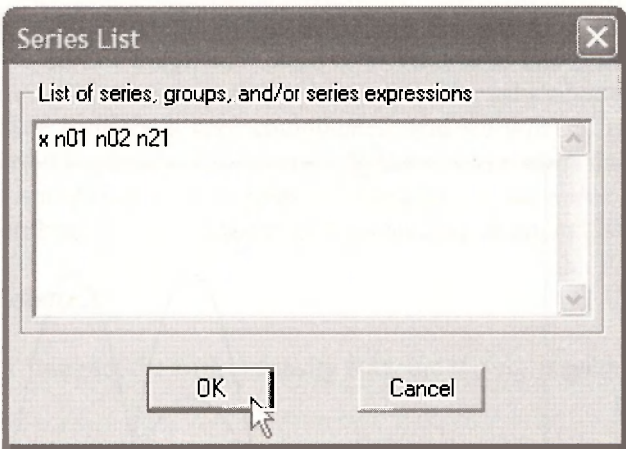 Series List
List of series, groups, and/or series expressions
x n01 n02 n21
OK
Cancel